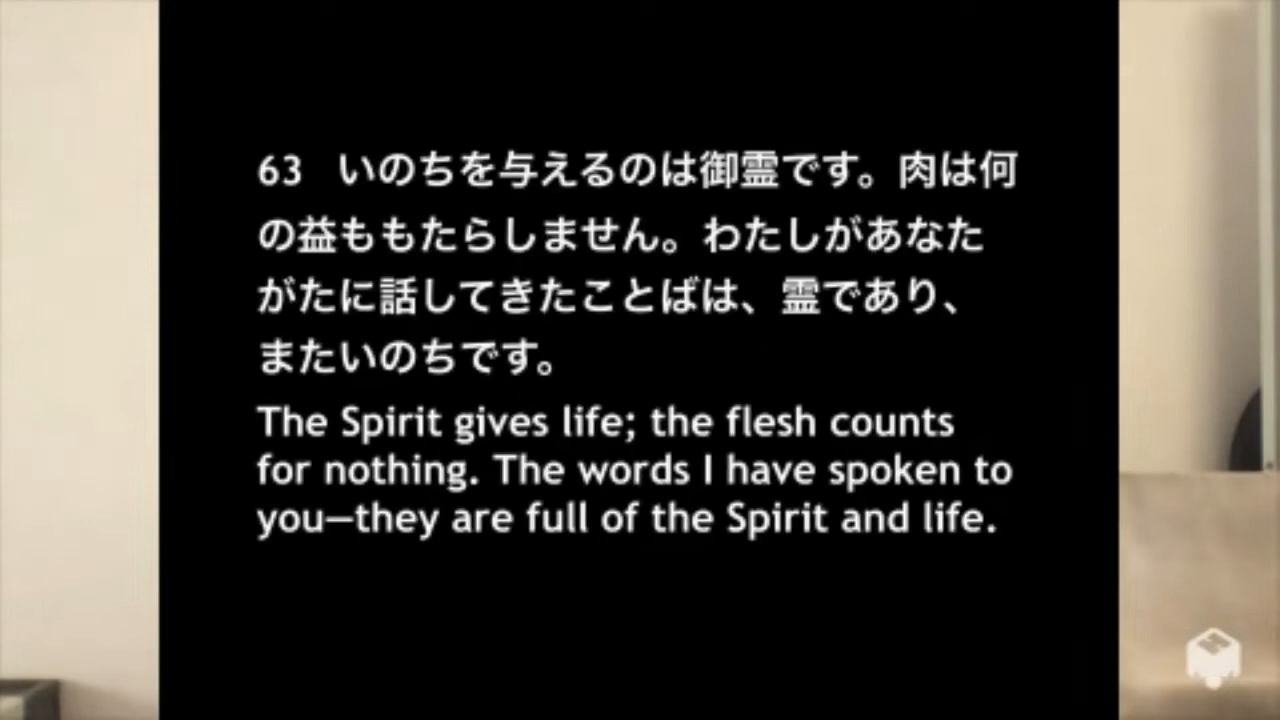 63 いのちを与えるのは御霊です。肉は何
の益ももたらしません。わたしがあなた
がたに話してきたことばは、霊であり、
またいのちです。
The Spirit gives life; the flesh counts
for nothing. The words I have spoken to
you—they are full of the Spirit and life.